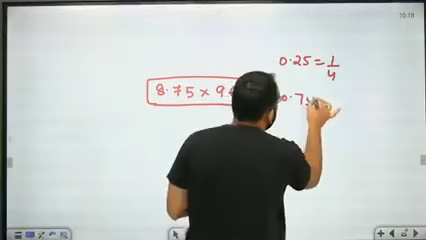 10:18
0.25 = 1/4
8.75 × 9.
0.7